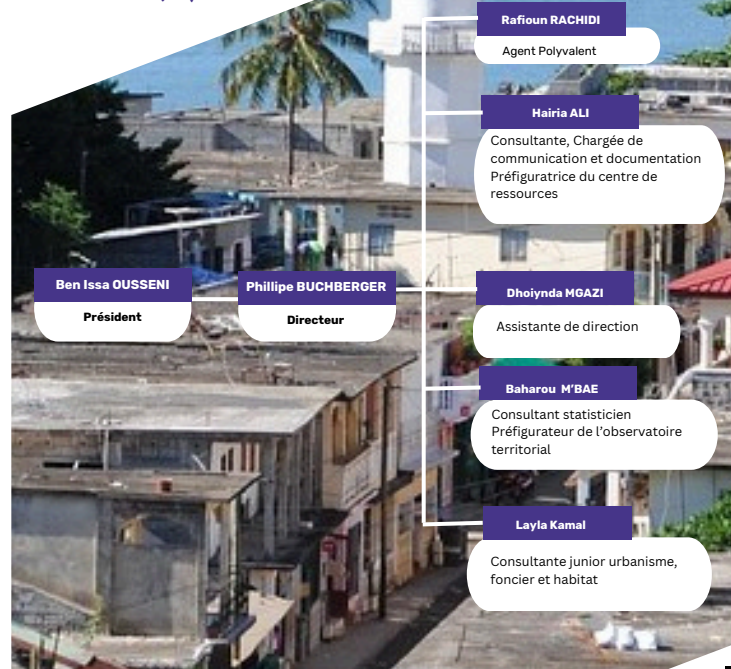 Rafioun RACHIDI
Agent Polyvalent
Hairia ALI
Consultante, Chargée de
communication et documentation
Préfiguratrice du centre de
ressources
Ben Issa OUSSENI
Président
Phillipe BUCHBERGER
Directeur
Dhoiynda MGAZI
Assistante de direction
Baharou M’BAE
Consultant statisticien
Préfigurateur de l’observatoire
territorial
Layla Kamal
Consultante junior urbanisme,
foncier et habitat